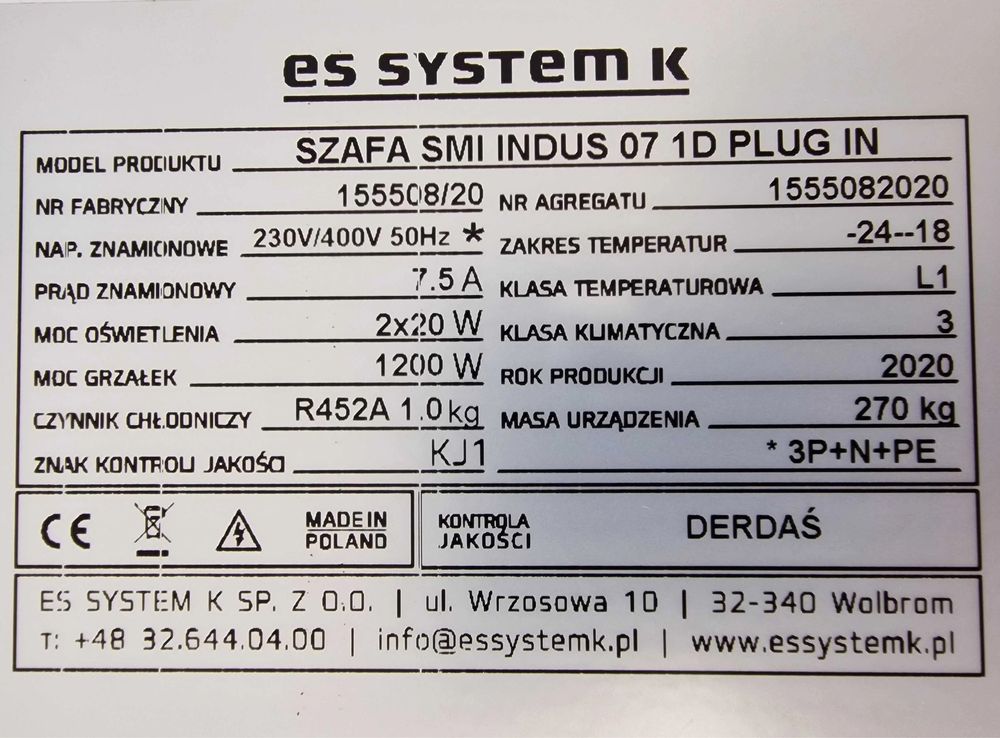 es system k
MODEL PRODUKTU SZAFA SMI INDUS 07 1D PLUG IN
NR FABRYCZNY 155508/20 NR AGREGATU 1555082020
NAP. ZNAMIONOWE 230V/400V 50Hz * ZAKRES TEMPERATUR -24--18
PRĄD ZNAMIONOWY 7.5 A KLASA TEMPERATUROWA L1
MOC OŚWIETLENIA 2x20 W KLASA KLIMATYCZNA 3
MOC GRZAŁEK 1200 W ROK PRODUKCJI 2020
CZYNNIK CHŁODNICZY R452A 1.0kg MASA URZĄDZENIA 270 kg
ZNAK KONTROLI JAKOŚCI KJ1 * 3P+N+PE
CE MADE IN POLAND KONTROLA JAKOŚCI DERDAŚ
ES SYSTEM K SP. Z O.O. | ul. Wrzosowa 10 | 32-340 Wolbrom
T: +48 32.644.04.00 | info@essystemk.pl | www.essystemk.pl